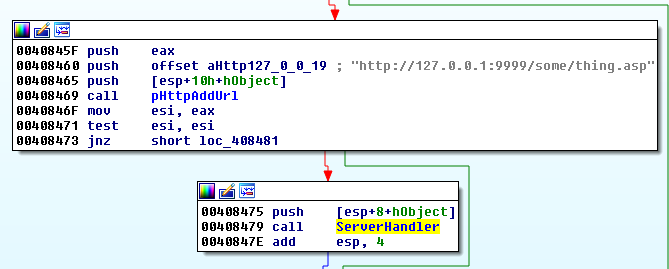 0040845F push eax
00408460 push offset aHttp127_0_0_19 ; "http://127.0.0.1:9999/some/thing.asp"
00408465 push [esp+10h+hObject]
00408469 call pHttpAddUrl
0040846F mov esi, eax
00408471 test esi, esi
00408473 jnz short loc_408481
00408475 push [esp+8+hObject]
00408479 call ServerHandler
0040847E add esp, 4